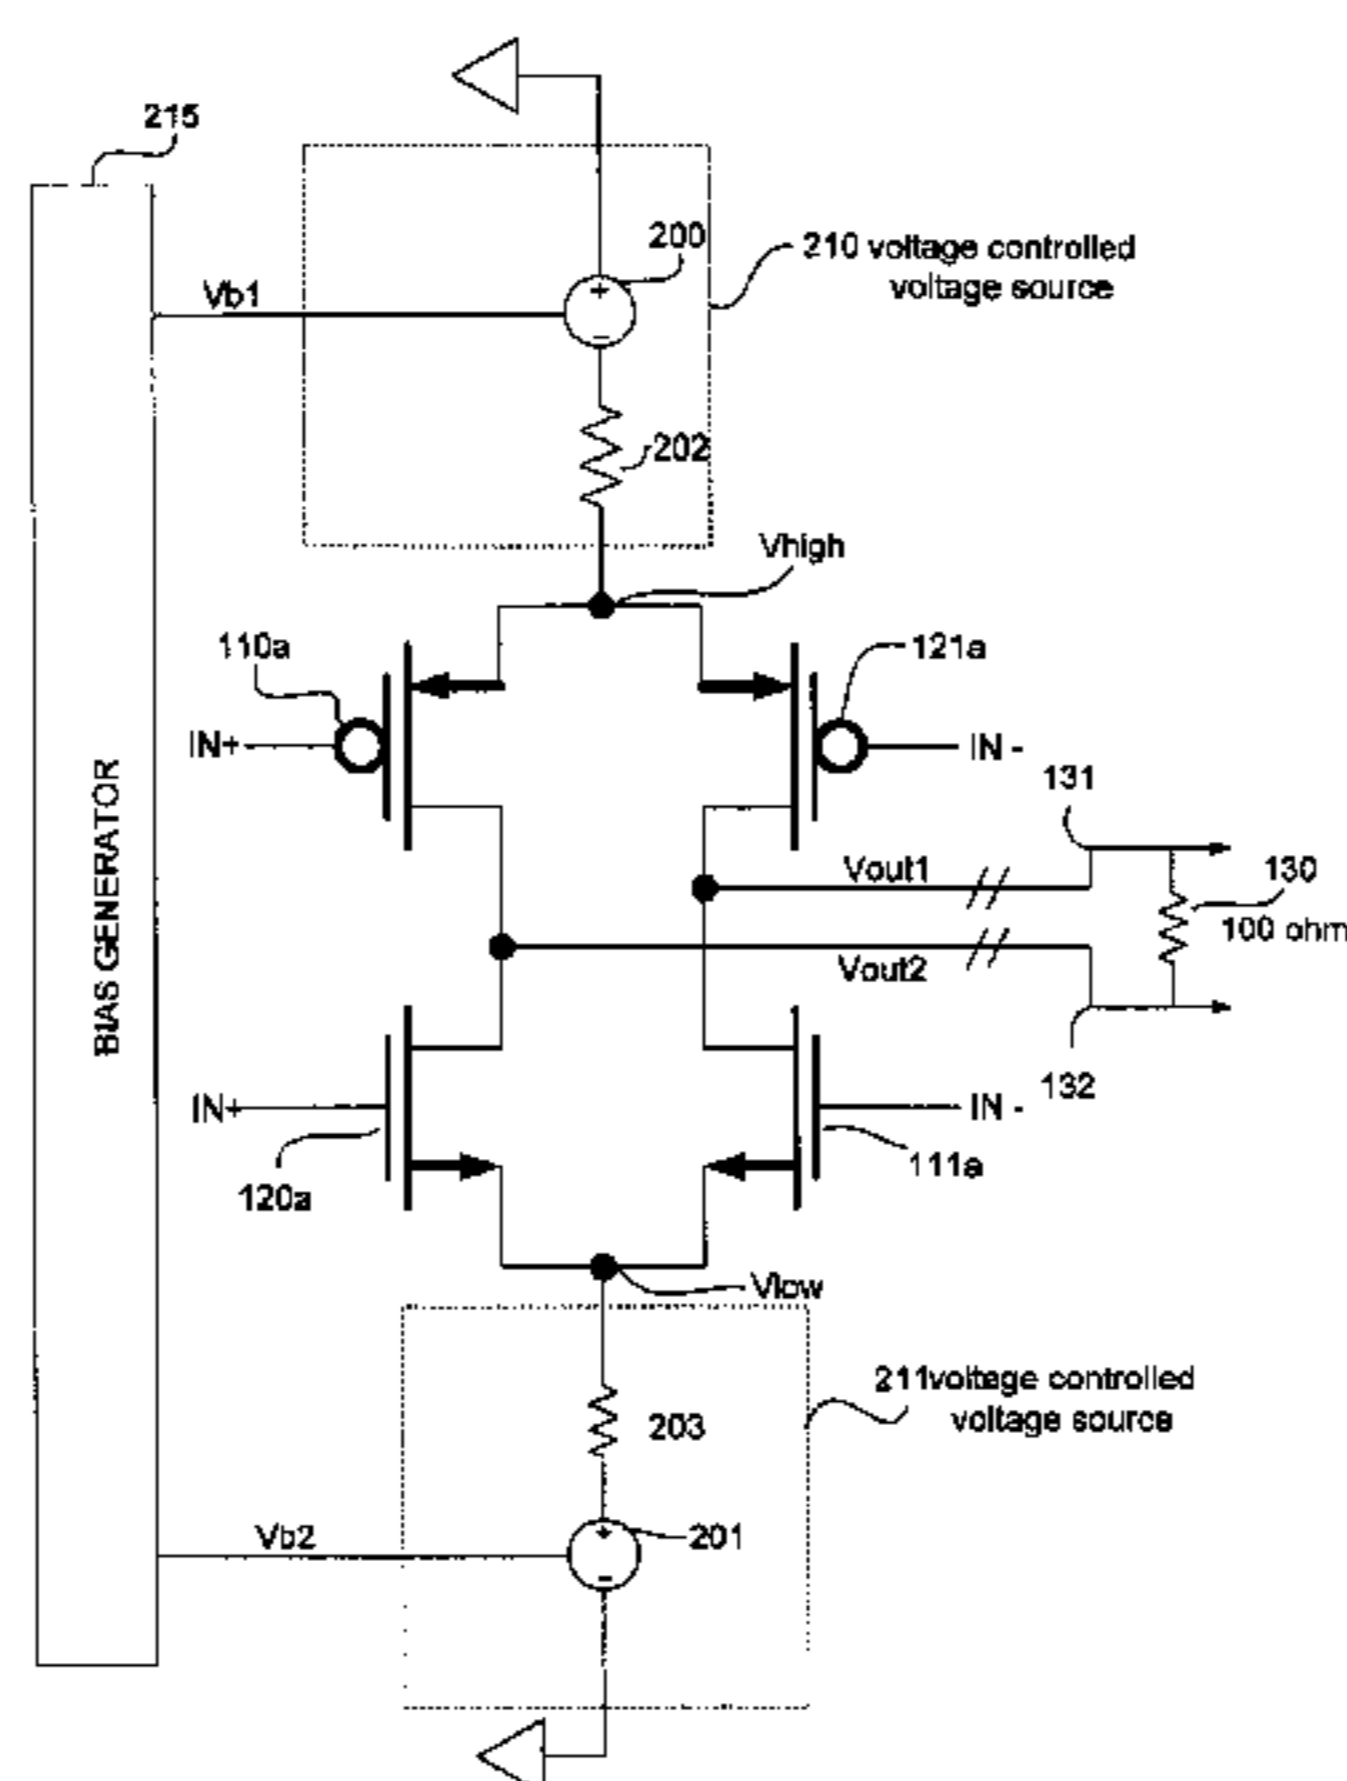 215
200
210 voltage controlled
voltage source
Vb1
+
-
202
Vhigh
110a
121a
IN+
IN -
131
Vout1
130
100 ohm
Vout2
BIAS GENERATOR
132
IN+
IN -
111a
120a
Vlow
211voltage controlled
voltage source
203
Vb2
+
-
201